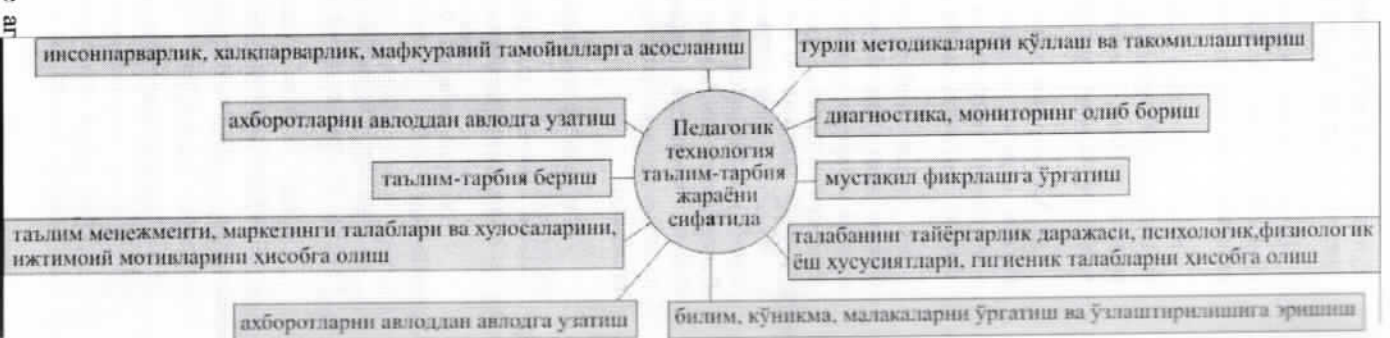 инсонпарварлик, халқпарварлик, мафкуравий тамойилларга асосланиш
турли методикаларни қўллаш ва такомиллаштириш
ахборотларни авлоддан авлодга узатиш
диагностика, мониторинг олиб бориш
Педагогик
технология
таълим-тарбия
жараёни
сифатида
таълим-тарбия бериш
мустақил фикрлашга ўргатиш
таълим менежменти, маркетинги талаблари ва хулосаларини,
ижтимоий мотивларини ҳисобга олиш
талабанинг тайёргарлик даражаси, психологик,физиологик
ёш хусусиятлари, гигиеник талабларни ҳисобга олиш
ахборотларни авлоддан авлодга узатиш
билим, кўникма, малакаларни ўргатиш ва ўзлаштирилишига эришиш